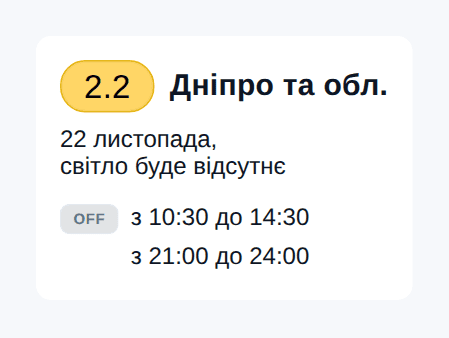 2.2 Дніпро та обл.
22 листопада,
світло буде відсутнє
OFF з 10:30 до 14:30
з 21:00 до 24:00